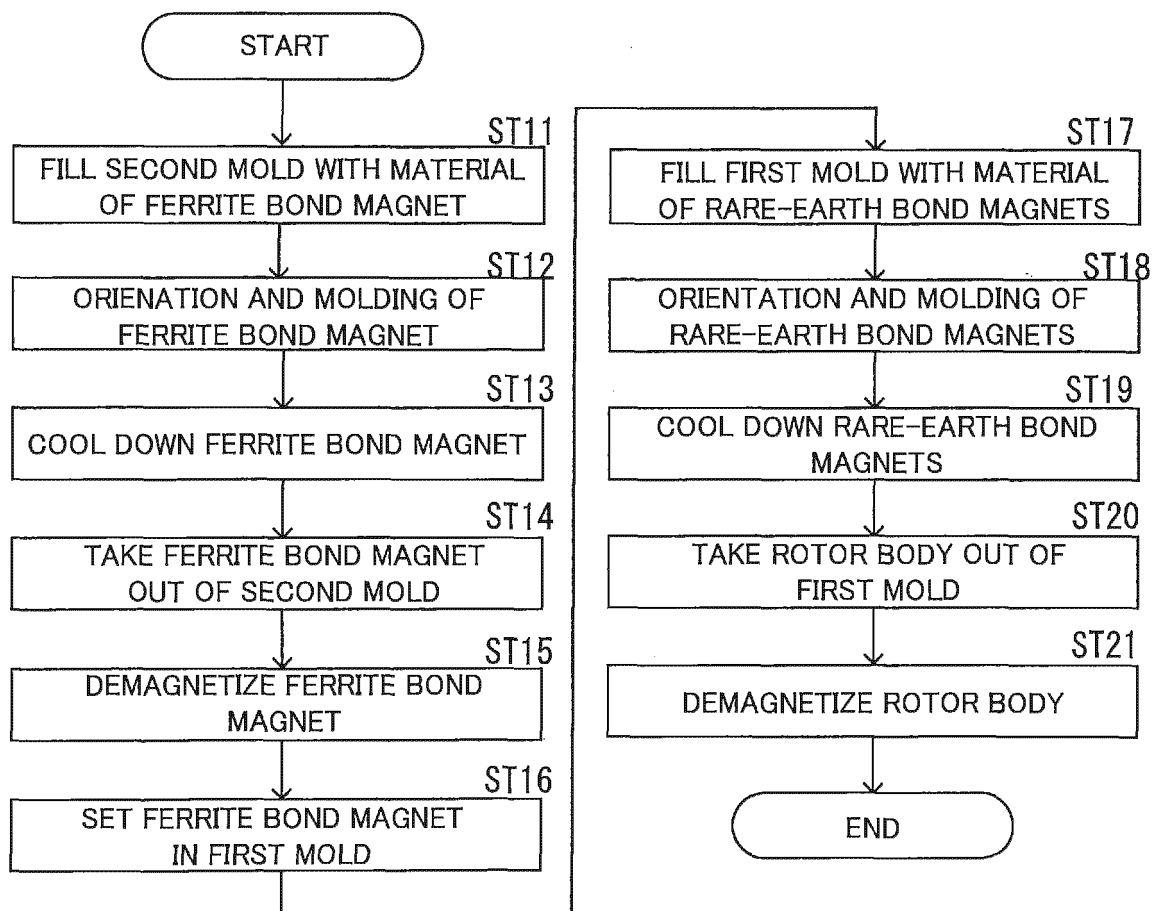 START
ST11
FILL SECOND MOLD WITH MATERIAL
OF FERRITE BOND MAGNET
ST12
ORIENATION AND MOLDING OF
FERRITE BOND MAGNET
ST13
COOL DOWN FERRITE BOND MAGNET
ST14
TAKE FERRITE BOND MAGNET
OUT OF SECOND MOLD
ST15
DEMAGNETIZE FERRITE BOND
MAGNET
ST16
SET FERRITE BOND MAGNET
IN FIRST MOLD
ST17
FILL FIRST MOLD WITH MATERIAL
OF RARE-EARTH BOND MAGNETS
ST18
ORIENTATION AND MOLDING OF
RARE-EARTH BOND MAGNETS
ST19
COOL DOWN RARE-EARTH BOND
MAGNETS
ST20
TAKE ROTOR BODY OUT OF
FIRST MOLD
ST21
DEMAGNETIZE ROTOR BODY
END